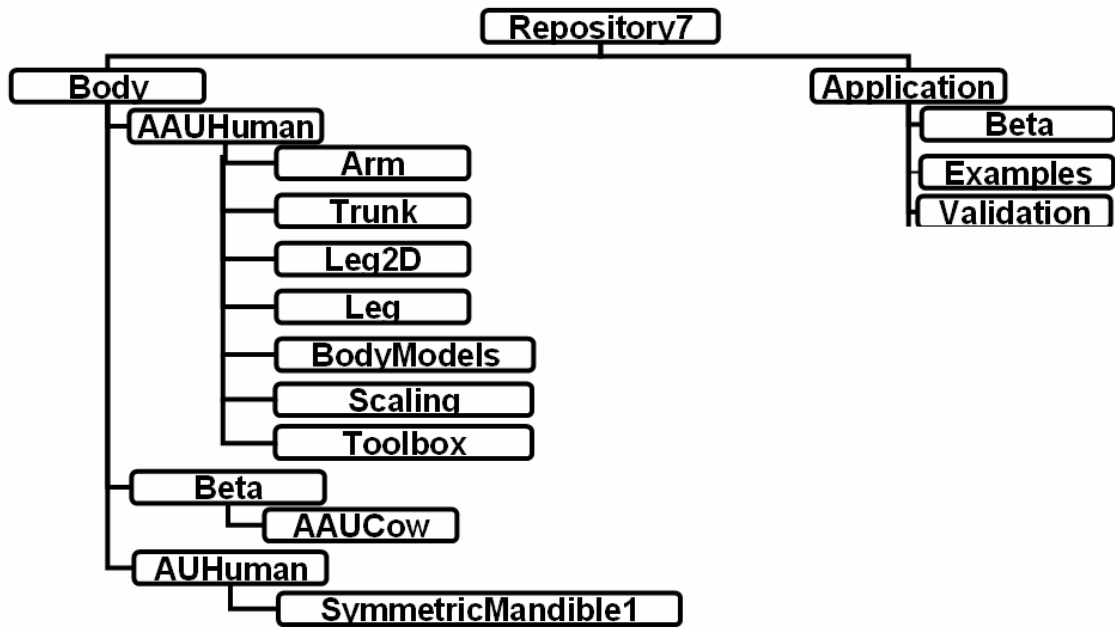 Repository7
Body
Application
AAUHuman
Beta
Arm
Examples
Trunk
Validation
Leg2D
Leg
BodyModels
Scaling
Toolbox
Beta
AAUCow
AUHuman
SymmetricMandible1